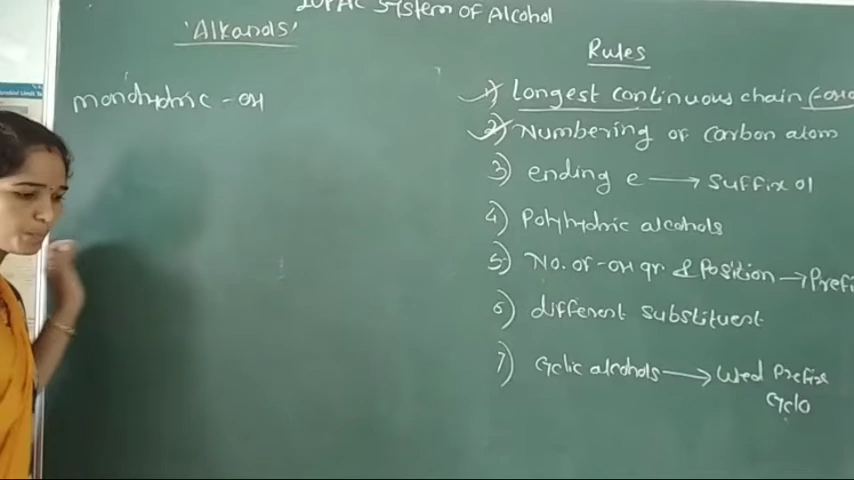 IUPAC System of Alcohol
'Alkanols'
monohydric - OH
Rules
1) Longest continuous chain
2) Numbering of carbon atom
3) ending e → suffix ol
4) Polyhydric alcohols
5) No. of -OH gr. & Position → Prefi
6) different substituent
7) cyclic alcohols → Used Prefix
cyclo